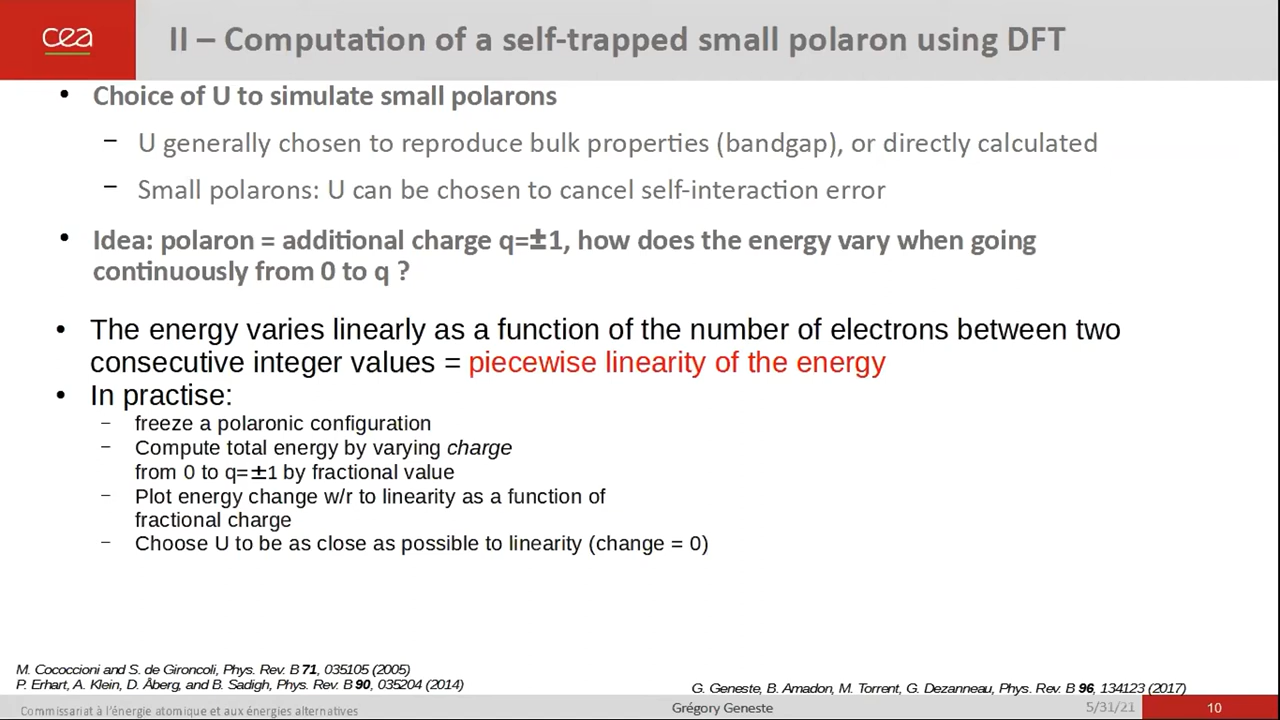 cea
II – Computation of a self-trapped small polaron using DFT
• Choice of U to simulate small polarons
– U generally chosen to reproduce bulk properties (bandgap), or directly calculated
– Small polarons: U can be chosen to cancel self-interaction error
• Idea: polaron = additional charge q=±1, how does the energy vary when going
continuously from 0 to q ?
• The energy varies linearly as a function of the number of electrons between two
consecutive integer values = piecewise linearity of the energy
• In practise:
– freeze a polaronic configuration
– Compute total energy by varying charge
from 0 to q=±1 by fractional value
– Plot energy change w/r to linearity as a function of
fractional charge
– Choose U to be as close as possible to linearity (change = 0)
M. Cococcioni and S. de Gironcoli, Phys. Rev. B 71, 035105 (2005)
P. Erhart, A. Klein, D. Åberg, and B. Sadigh, Phys. Rev. B 90, 035204 (2014)
G. Geneste, B. Amadon, M. Torrent, G. Dezanneau, Phys. Rev. B 96, 134123 (2017)
Commissariat à l'énergie atomique et aux énergies alternatives
Grégory Geneste
5/31/21
10